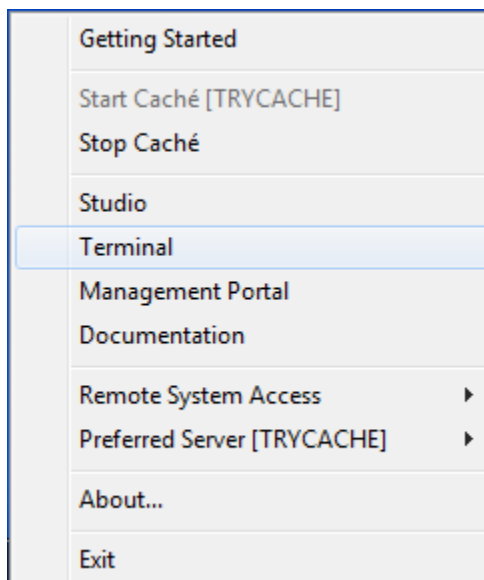 Getting Started
Start Caché [TRYCACHE]
Stop Caché
Studio
Terminal
Management Portal
Documentation
Remote System Access
Preferred Server [TRYCACHE]
About...
Exit